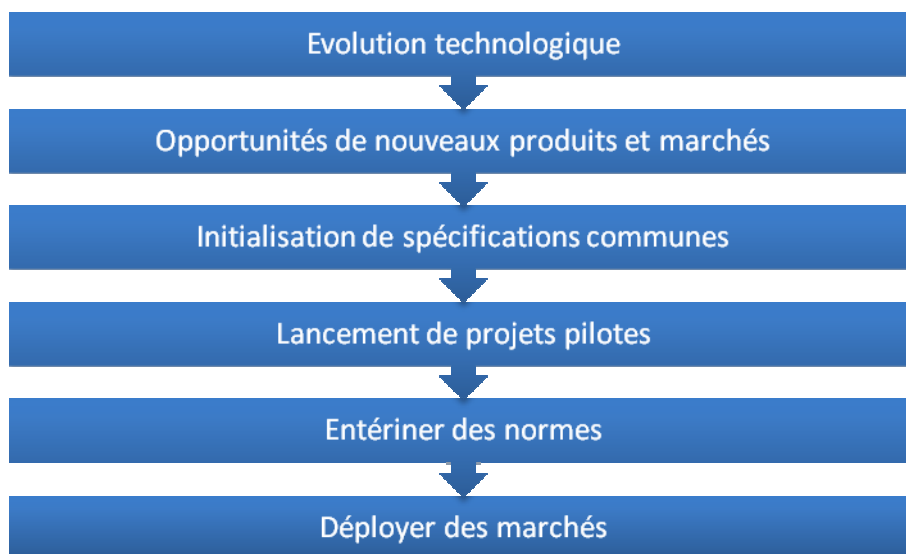 Evolution technologique
Opportunités de nouveaux produits et marchés
Initialisation de spécifications communes
Lancement de projets pilotes
Entériner des normes
Déployer des marchés